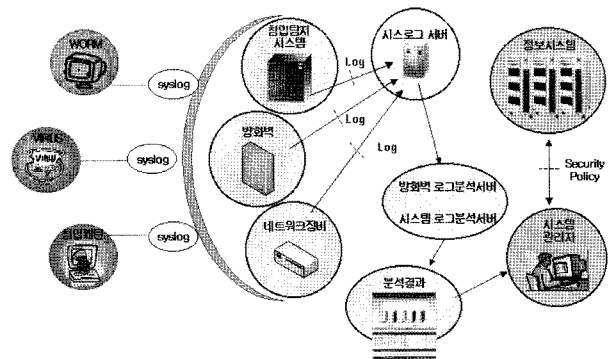 WORM
syslog
VIRUS
syslog
syslog
침입탐지
시스템
방화벽
네트워크장비
Log
Log
Log
시스로그 서버
방화벽 로그분석서버
시스템 로그분석서버
분석결과
정보시스템
Security
Policy
시스템
관리자